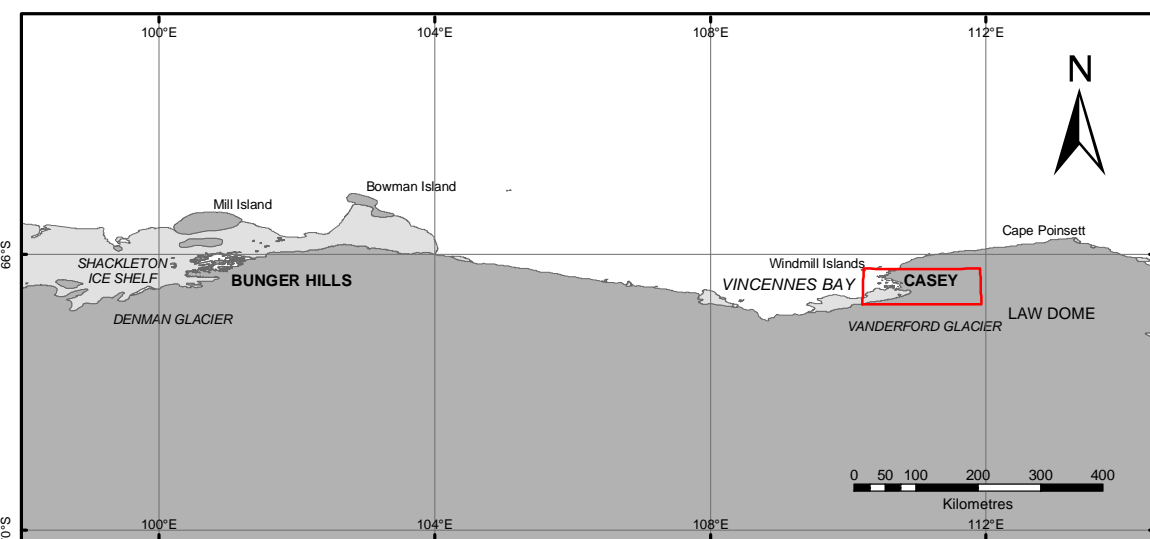 100°E 104°E 108°E 112°E
N
Bowman Island
Mill Island
Cape Poinsett
66°S
SHACKLETON
ICE SHELF
Windmill Islands
BUNGER HILLS
VINCENNES BAY
CASEY
DENMAN GLACIER
LAW DOME
VANDERFORD GLACIER
0 50 100 200 300 400
Kilometres
100°E 104°E 108°E 112°E
0°S